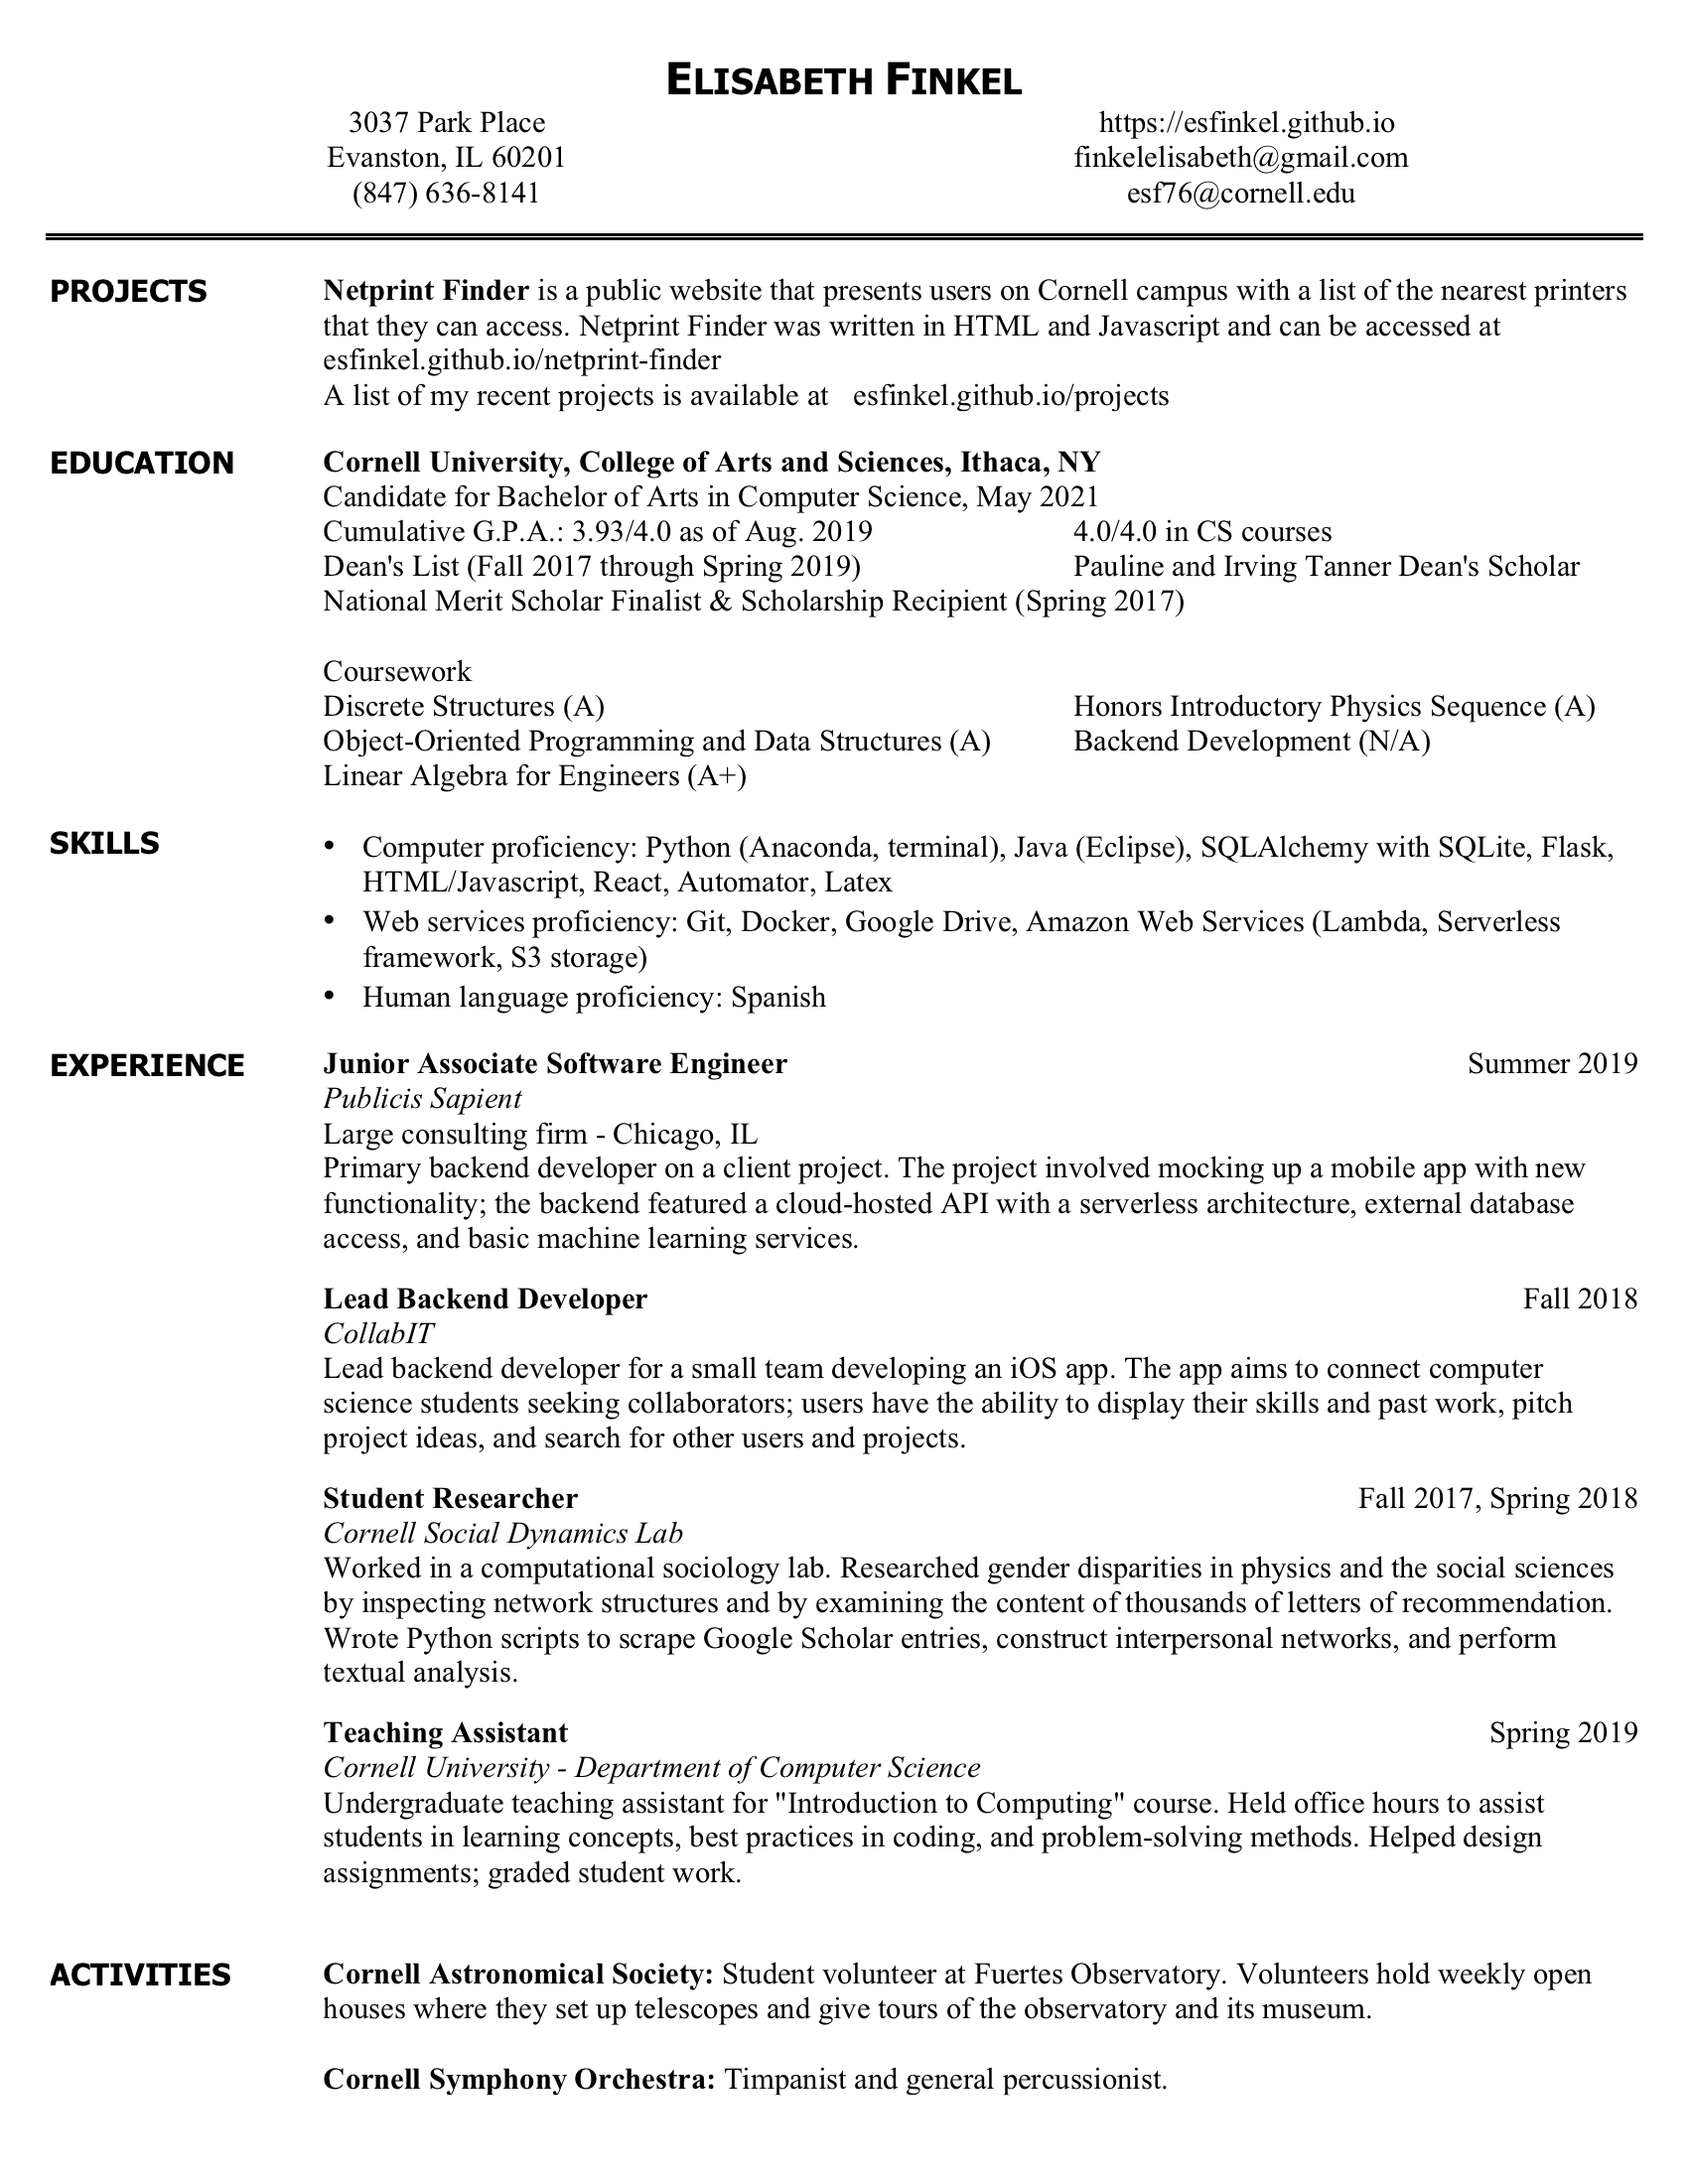 ELISABETH FINKEL
3037 Park Place
Evanston, IL 60201
(847) 636-8141
https://esfinkel.github.io
finkelelisabeth@gmail.com
esf76@cornell.edu
PROJECTS
Netprint Finder is a public website that presents users on Cornell campus with a list of the nearest printers
that they can access. Netprint Finder was written in HTML and Javascript and can be accessed at
esfinkel.github.io/netprint-finder
A list of my recent projects is available at esfinkel.github.io/projects
EDUCATION
Cornell University, College of Arts and Sciences, Ithaca, NY
Candidate for Bachelor of Arts in Computer Science, May 2021
Cumulative G.P.A.: 3.93/4.0 as of Aug. 2019 4.0/4.0 in CS courses
Dean's List (Fall 2017 through Spring 2019) Pauline and Irving Tanner Dean's Scholar
National Merit Scholar Finalist & Scholarship Recipient (Spring 2017)
Coursework
Discrete Structures (A) Honors Introductory Physics Sequence (A)
Object-Oriented Programming and Data Structures (A) Backend Development (N/A)
Linear Algebra for Engineers (A+)
SKILLS
• Computer proficiency: Python (Anaconda, terminal), Java (Eclipse), SQLAlchemy with SQLite, Flask,
HTML/Javascript, React, Automator, Latex
• Web services proficiency: Git, Docker, Google Drive, Amazon Web Services (Lambda, Serverless
framework, S3 storage)
• Human language proficiency: Spanish
EXPERIENCE
Junior Associate Software Engineer Summer 2019
Publicis Sapient
Large consulting firm - Chicago, IL
Primary backend developer on a client project. The project involved mocking up a mobile app with new
functionality; the backend featured a cloud-hosted API with a serverless architecture, external database
access, and basic machine learning services.
Lead Backend Developer Fall 2018
CollabIT
Lead backend developer for a small team developing an iOS app. The app aims to connect computer
science students seeking collaborators; users have the ability to display their skills and past work, pitch
project ideas, and search for other users and projects.
Student Researcher Fall 2017, Spring 2018
Cornell Social Dynamics Lab
Worked in a computational sociology lab. Researched gender disparities in physics and the social sciences
by inspecting network structures and by examining the content of thousands of letters of recommendation.
Wrote Python scripts to scrape Google Scholar entries, construct interpersonal networks, and perform
textual analysis.
Teaching Assistant Spring 2019
Cornell University - Department of Computer Science
Undergraduate teaching assistant for "Introduction to Computing" course. Held office hours to assist
students in learning concepts, best practices in coding, and problem-solving methods. Helped design
assignments; graded student work.
ACTIVITIES
Cornell Astronomical Society: Student volunteer at Fuertes Observatory. Volunteers hold weekly open
houses where they set up telescopes and give tours of the observatory and its museum.
Cornell Symphony Orchestra: Timpanist and general percussionist.